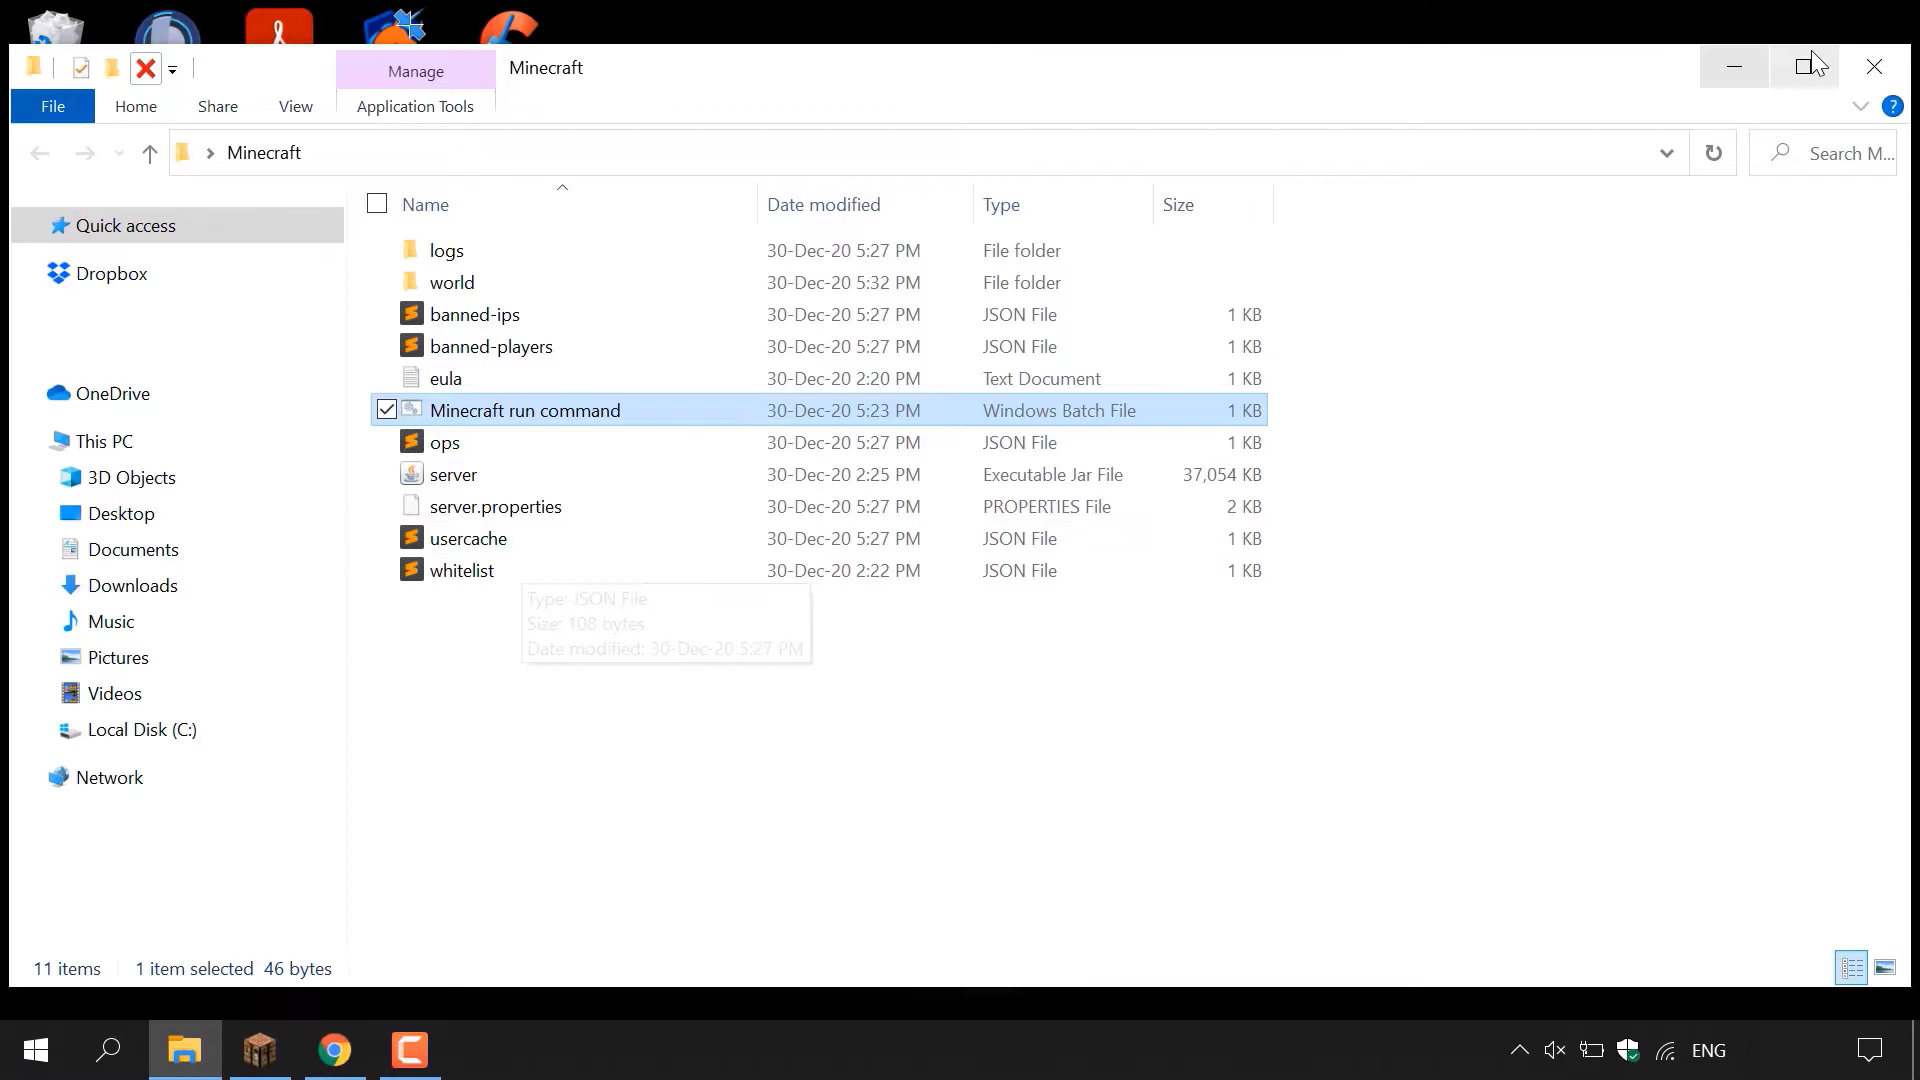 Manage
Minecraft
File
Home
Share
View
Application Tools
?
Minecraft
Search M...
Name
Date modified
Type
Size
Quick access
Dropbox
OneDrive
This PC
3D Objects
Desktop
Documents
Downloads
Music
Pictures
Videos
Local Disk (C:)
Network
logs 30-Dec-20 5:27 PM File folder
world 30-Dec-20 5:32 PM File folder
banned-ips 30-Dec-20 5:27 PM JSON File 1 KB
banned-players 30-Dec-20 5:27 PM JSON File 1 KB
eula 30-Dec-20 2:20 PM Text Document 1 KB
Minecraft run command 30-Dec-20 5:23 PM Windows Batch File 1 KB
ops 30-Dec-20 5:27 PM JSON File 1 KB
server 30-Dec-20 2:25 PM Executable Jar File 37,054 KB
server.properties 30-Dec-20 5:27 PM PROPERTIES File 2 KB
usercache 30-Dec-20 5:27 PM JSON File 1 KB
whitelist 30-Dec-20 2:22 PM JSON File 1 KB
Type: JSON File
Size: 108 bytes
Date modified: 30-Dec-20 5:27 PM
11 items 1 item selected 46 bytes
ENG